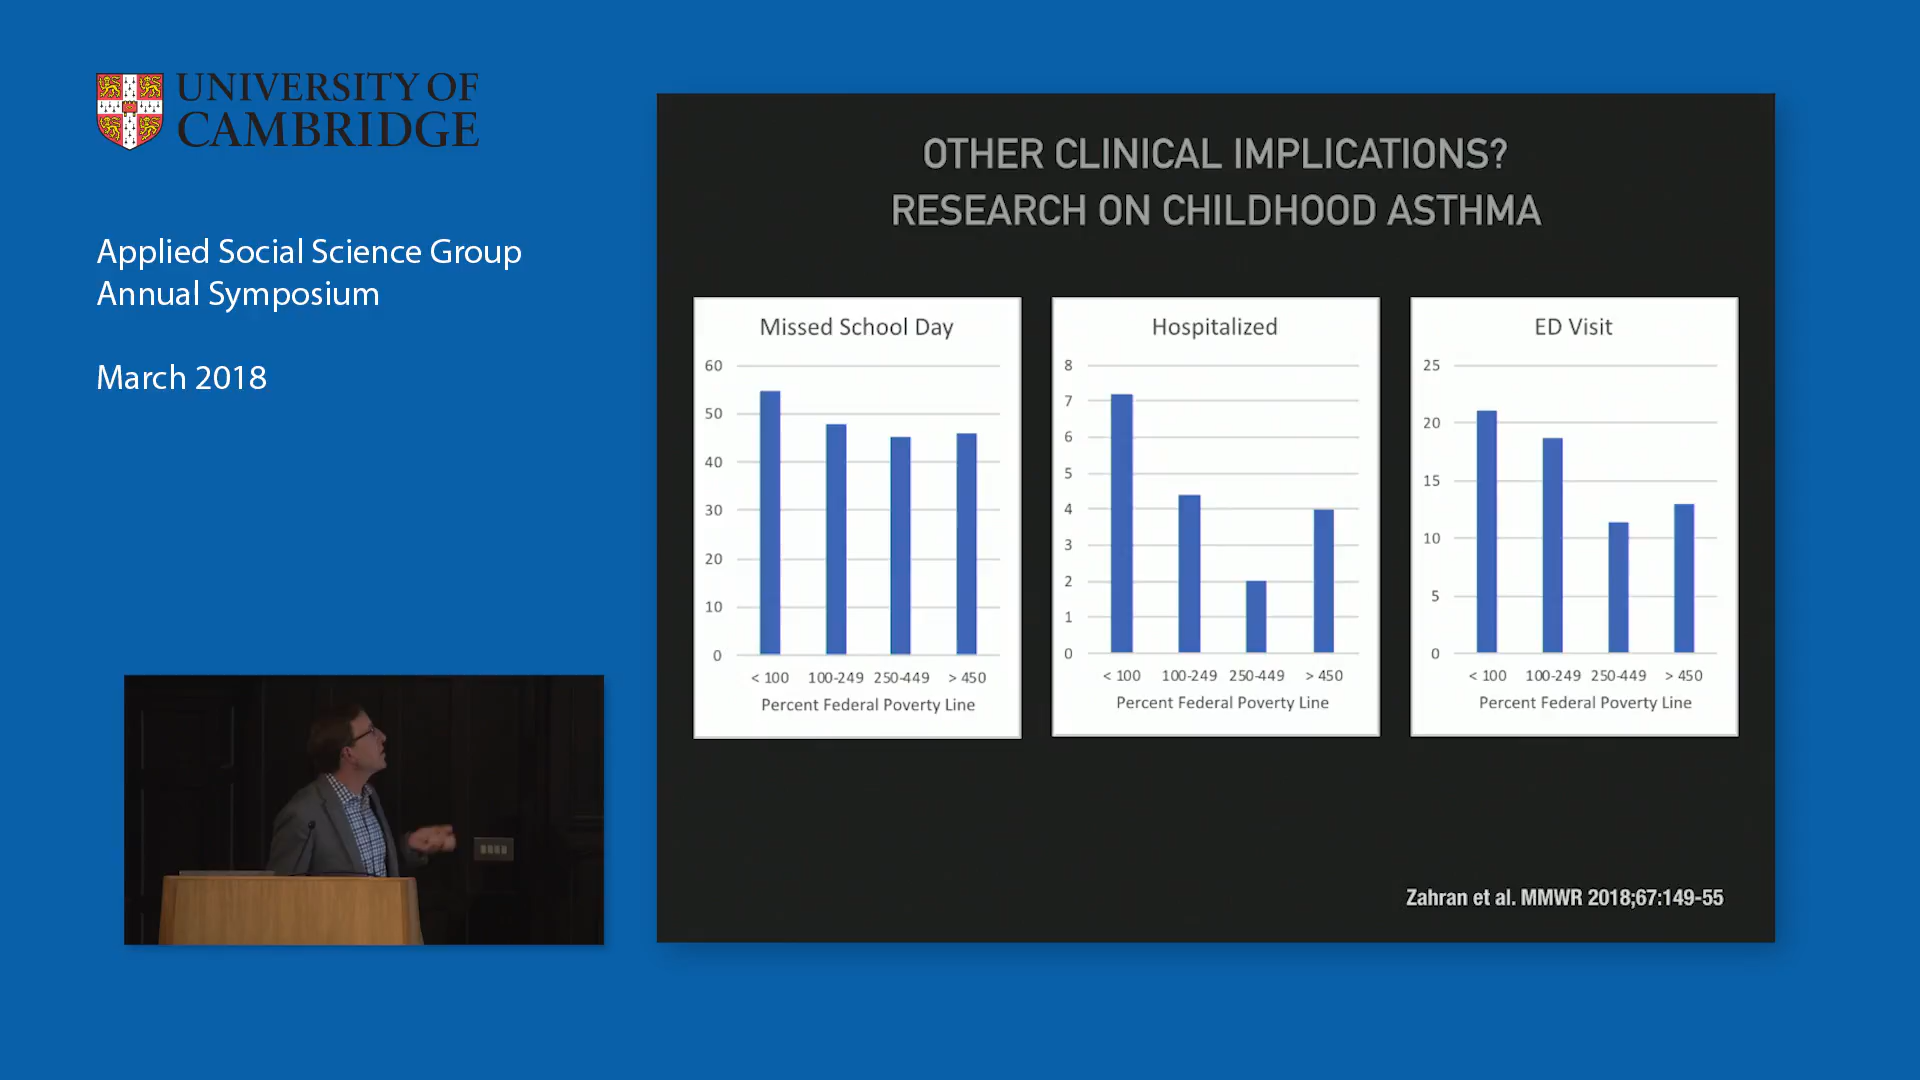 UNIVERSITY OF
CAMBRIDGE
Applied Social Science Group
Annual Symposium
March 2018
OTHER CLINICAL IMPLICATIONS?
RESEARCH ON CHILDHOOD ASTHMA
Missed School Day
60
50
40
30
20
10
0
< 100 100-249 250-449 > 450
Percent Federal Poverty Line
Hospitalized
8
7
6
5
4
3
2
1
0
< 100 100-249 250-449 > 450
Percent Federal Poverty Line
ED Visit
25
20
15
10
5
0
< 100 100-249 250-449 > 450
Percent Federal Poverty Line
Zahran et al. MMWR 2018;67:149-55